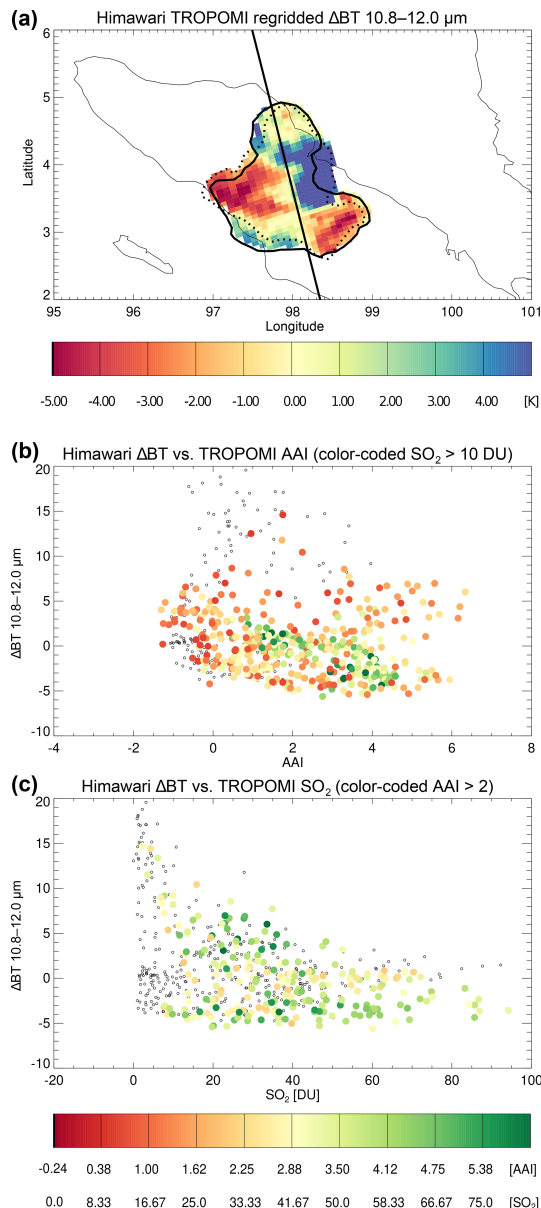 (a) Himawari TROPOMI regridded ΔBT 10.8–12.0 µm
6
5
4
3
2
Latitude
95 96 97 98 99 100 101
Longitude
-5.00 -4.00 -3.00 -2.00 -1.00 0.00 1.00 2.00 3.00 4.00 [K]
(b) Himawari ΔBT vs. TROPOMI AAI (color-coded SO₂ > 10 DU)
20
15
10
5
0
-5
-10
ΔBT 10.8–12.0 µm
-4 -2 0 2 4 6 8
AAI
(c) Himawari ΔBT vs. TROPOMI SO₂ (color-coded AAI > 2)
20
15
10
5
0
-5
-10
ΔBT 10.8–12.0 µm
-20 0 20 40 60 80 100
SO₂ [DU]
-0.24 0.38 1.00 1.62 2.25 2.88 3.50 4.12 4.75 5.38 [AAI]
0.0 8.33 16.67 25.0 33.33 41.67 50.0 58.33 66.67 75.0 [SO₂]